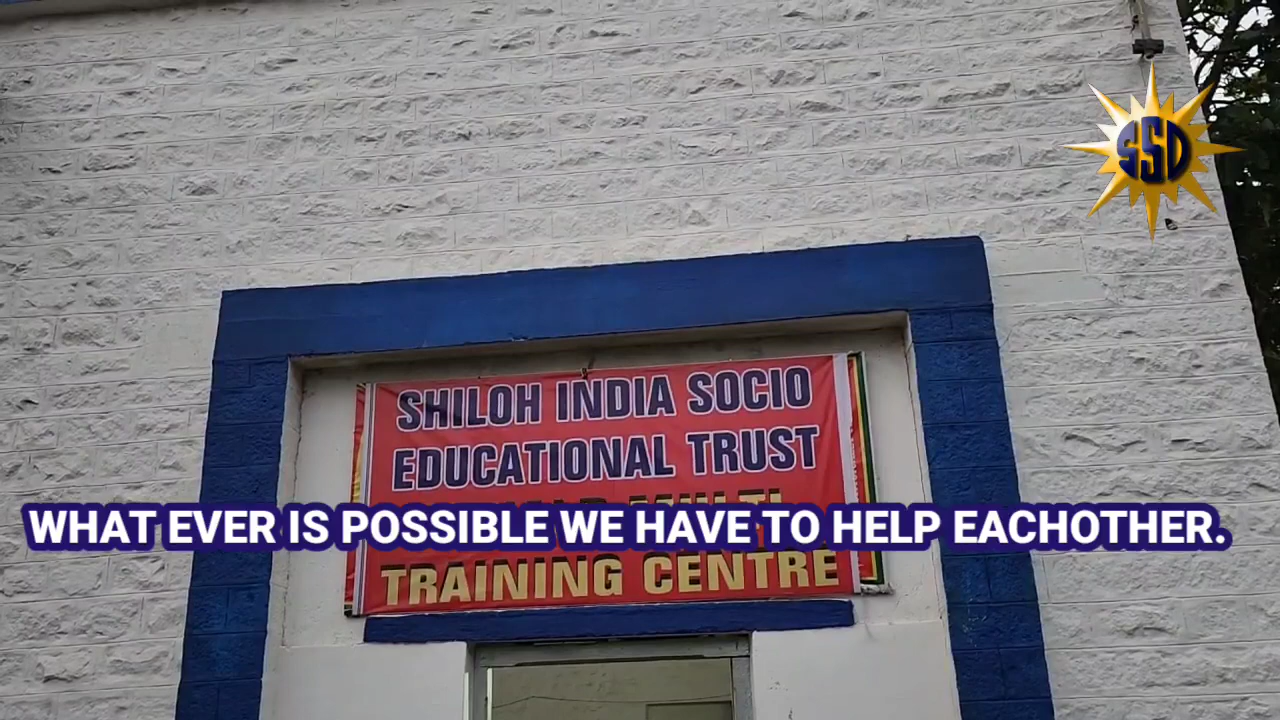 SSD
SHILOH INDIA SOCIO
EDUCATIONAL TRUST
WHAT EVER IS POSSIBLE WE HAVE TO HELP EACHOTHER.
TRAINING CENTRE